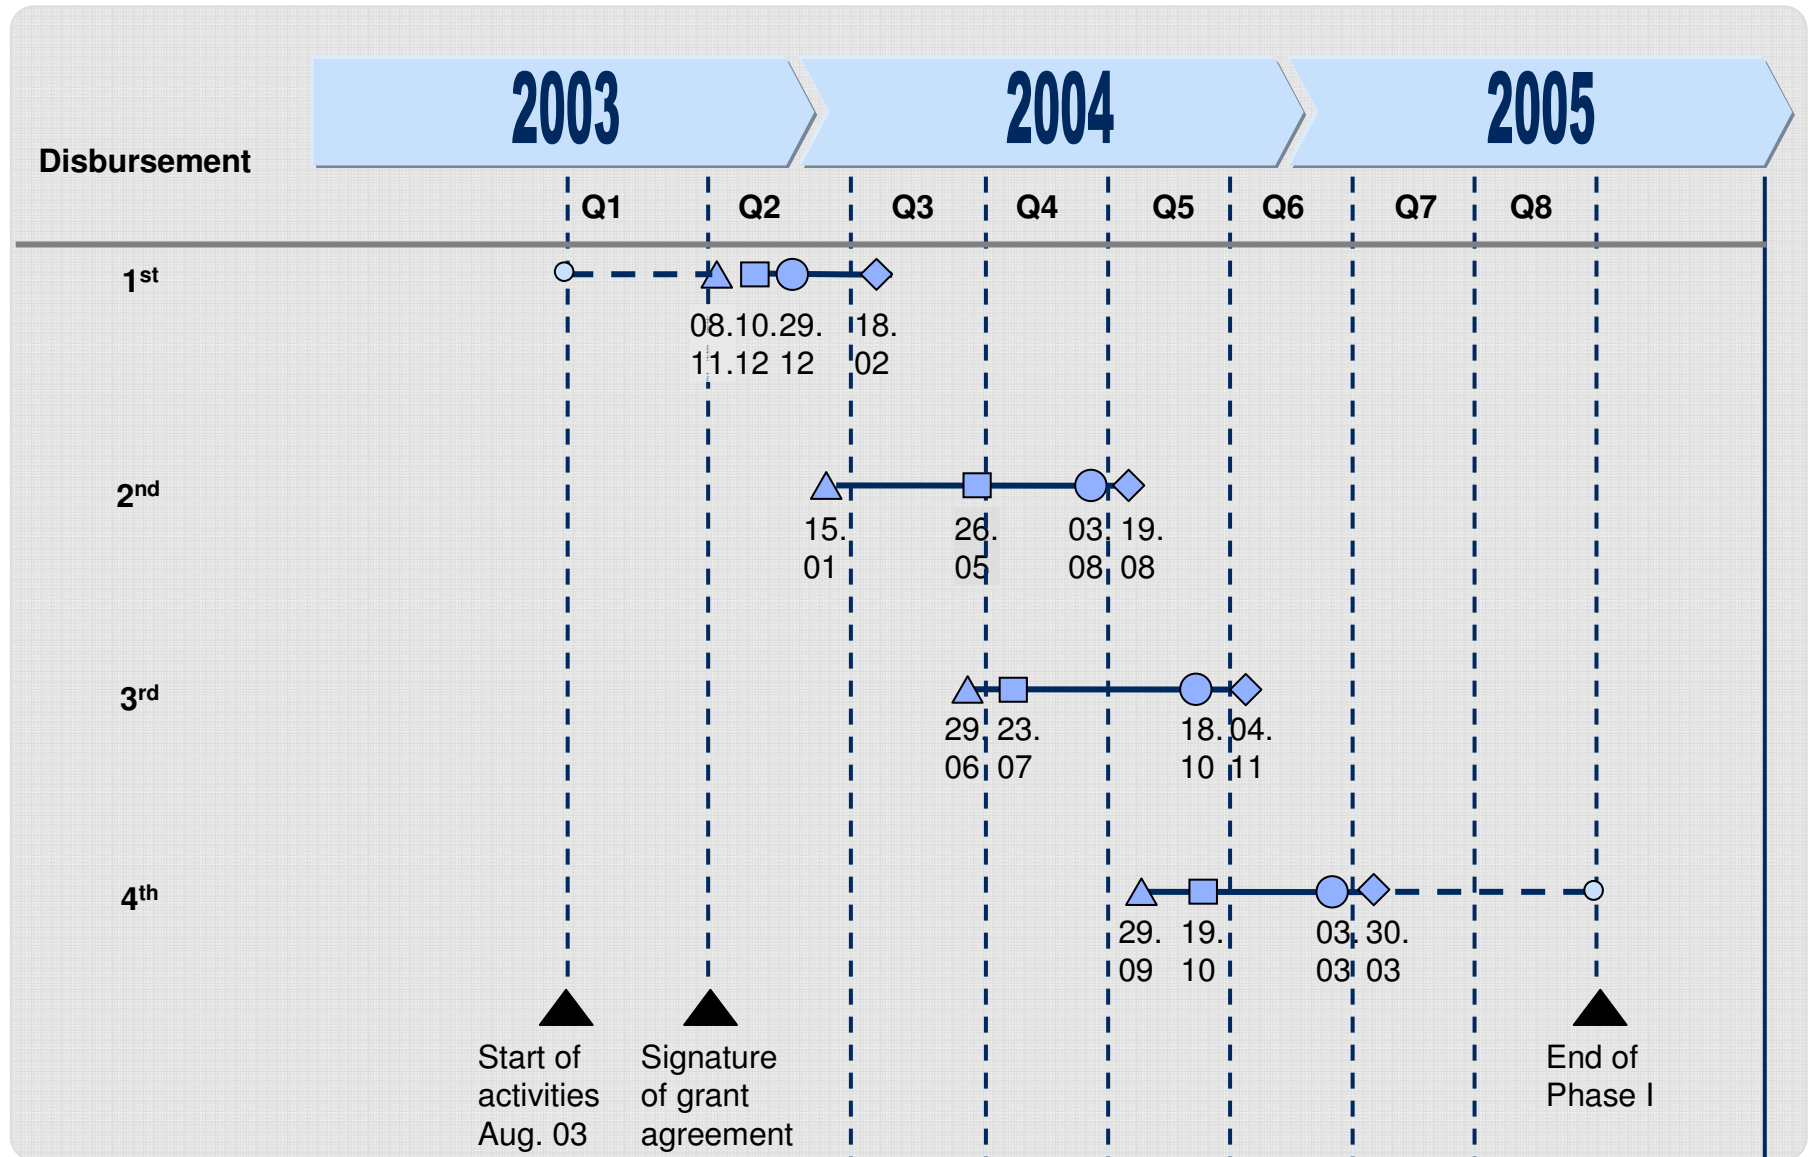 2003 2004 2005
Disbursement
Q1 Q2 Q3 Q4 Q5 Q6 Q7 Q8
1st
08. 10. 29. 18.
11. 12 12 02
2nd
15. 26. 03. 19.
01 05 08 08
3rd
29. 23. 18. 04.
06 07 10 11
4th
29. 19. 03. 30.
09 10 03 03
Start of
activities
Aug. 03
Signature
of grant
agreement
End of
Phase I